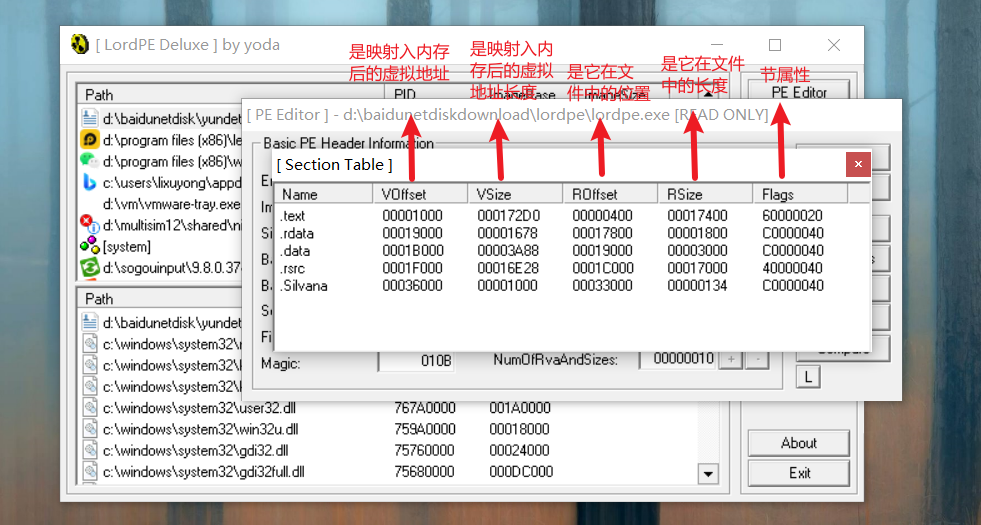 [ LordPE Deluxe ] by yoda
是映射入内存
后的虚拟地址
是映射入内
存后的虚拟
地址长度
是它在文
件中的位置
是它在文件
中的长度
节属性
Path PID ImageBase ImageSize
PE Editor
d:\baidunetdisk\yundet
d:\program files (x86)\le
d:\program files (x86)\w
c:\users\lixuyong\appd
d:\vm\vmware-tray.exe
d:\multisim12\shared\ni
[system]
d:\sogouinput\9.8.0.37
[ PE Editor ] - d:\baidunetdiskdownload\lordpe\lordpe.exe [READ ONLY]
Basic PE Header Information
[ Section Table ]
Name VOffset VSize ROffset RSize Flags
.text 00001000 000172D0 00000400 00017400 60000020
.rdata 00019000 00001678 00017800 00001800 C0000040
.data 0001B000 00003A88 00019000 00003000 C0000040
.rsrc 0001F000 00016E28 0001C000 00017000 40000040
.Silvana 00036000 00001000 00033000 00000134 C0000040
Magic: 010B NumOfRvaAndSizes: 00000010 + -
Compare
L
Path
d:\baidunetdisk\yundet
c:\windows\system32\
c:\windows\system32\
c:\windows\system32\
c:\windows\system32\user32.dll 767A0000 001A0000
c:\windows\system32\win32u.dll 759A0000 00018000
c:\windows\system32\gdi32.dll 75760000 00024000
c:\windows\system32\gdi32full.dll 75680000 000DC000
About
Exit